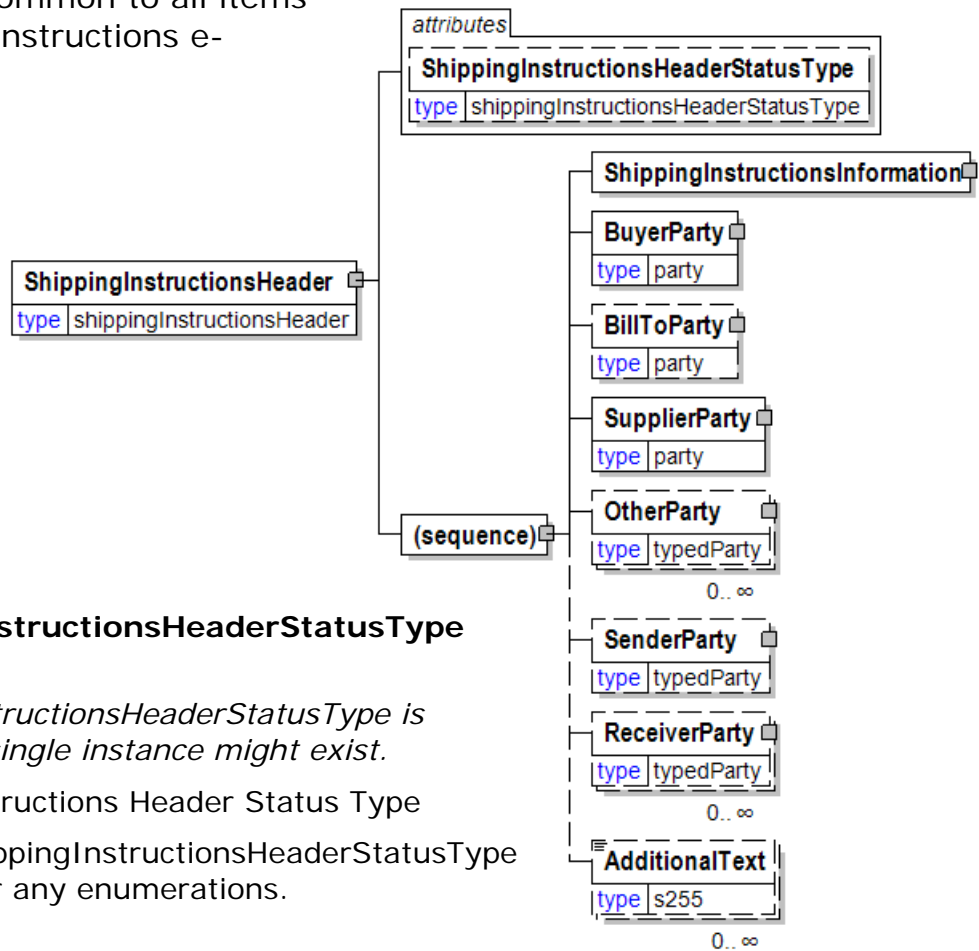 ommon to all items
nstructions e-
attributes
ShippingInstructionsHeaderStatusType
type shippingInstructionsHeaderStatusType
ShippingInstructionsHeader
type shippingInstructionsHeader
(sequence)
ShippingInstructionsInformation
BuyerParty
type party
BillToParty
type party
SupplierParty
type party
OtherParty
type typedParty
0.. ∞
SenderParty
type typedParty
ReceiverParty
type typedParty
0.. ∞
AdditionalText
type s255
0.. ∞
structionsHeaderStatusType
tructionsHeaderStatusType is
single instance might exist.
ructions Header Status Type
ppingInstructionsHeaderStatusType
r any enumerations.